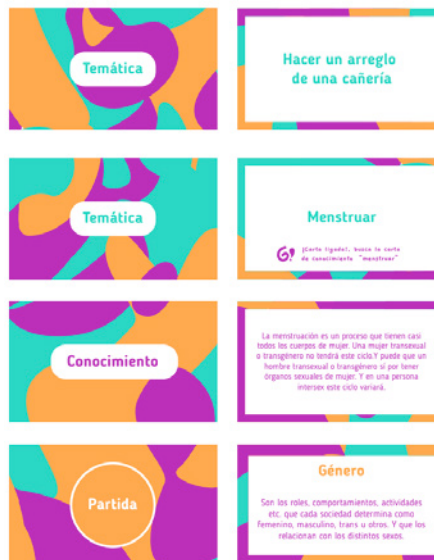 Temática
Hacer un arreglo
de una cañería
Temática
Menstruar
G!
¡Carta ligada!, busca la carta
de conocimiento "menstruar"
Conocimiento
La menstruación es un proceso que tienen casi
todos los cuerpos de mujer. Una mujer transexual
o transgénero no tendrá este ciclo.Y puede que un
hombre transexual o transgénero sí por tener
órganos sexuales de mujer. Y en una persona
intersex este ciclo variará.
Partida
Género
Son los roles, comportamientos, actividades
etc. que cada sociedad determina como
femenino, masculino, trans u otros. Y que los
relacionan con los distintos sexos.